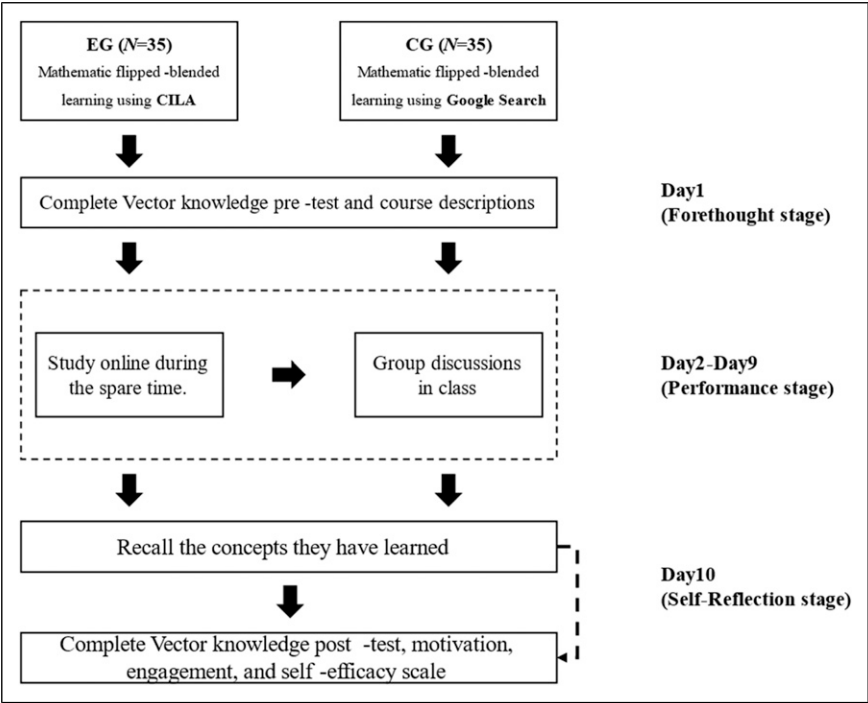 EG (N=35)
Mathematic flipped -blended
learning using CILA
CG (N=35)
Mathematic flipped -blended
learning using Google Search
Complete Vector knowledge pre -test and course descriptions
Day1
(Forethought stage)
Study online during
the spare time.
Group discussions
in class
Day2-Day9
(Performance stage)
Recall the concepts they have learned
Day10
(Self-Reflection stage)
Complete Vector knowledge post -test, motivation,
engagement, and self -efficacy scale